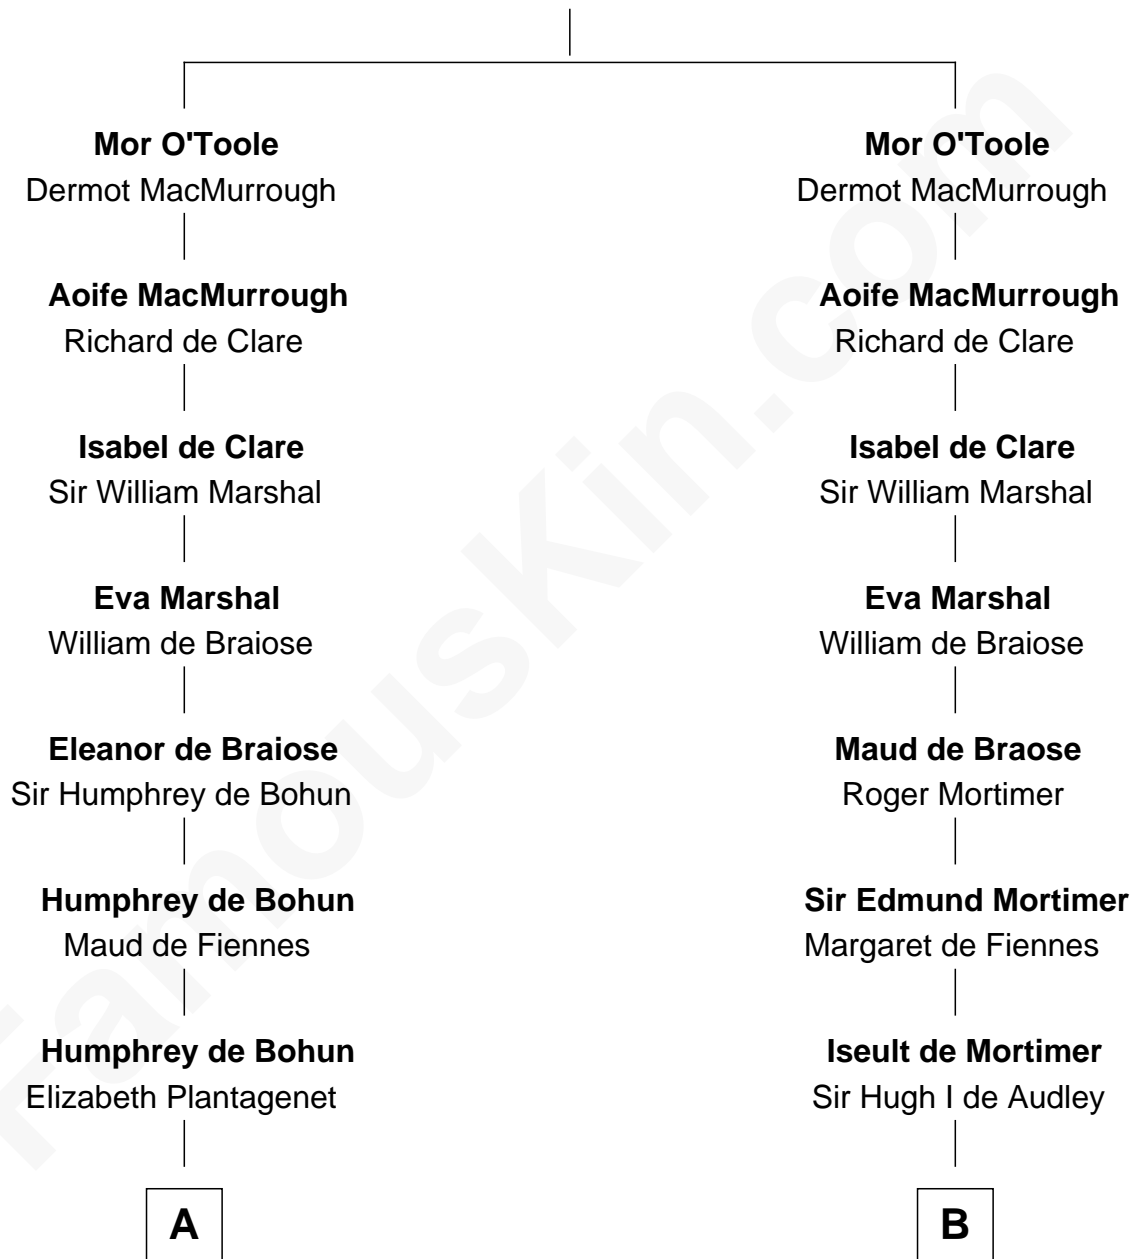 Mor O'Toole
Dermot MacMurrough
Aoife MacMurrough
Richard de Clare
Isabel de Clare
Sir William Marshal
Eva Marshal
William de Braiose
Eleanor de Braiose
Sir Humphrey de Bohun
Humphrey de Bohun
Maud de Fiennes
Humphrey de Bohun
Elizabeth Plantagenet
A
Mor O'Toole
Dermot MacMurrough
Aoife MacMurrough
Richard de Clare
Isabel de Clare
Sir William Marshal
Eva Marshal
William de Braiose
Maud de Braose
Roger Mortimer
Sir Edmund Mortimer
Margaret de Fiennes
Iseult de Mortimer
Sir Hugh I de Audley
B
FamousKin.com